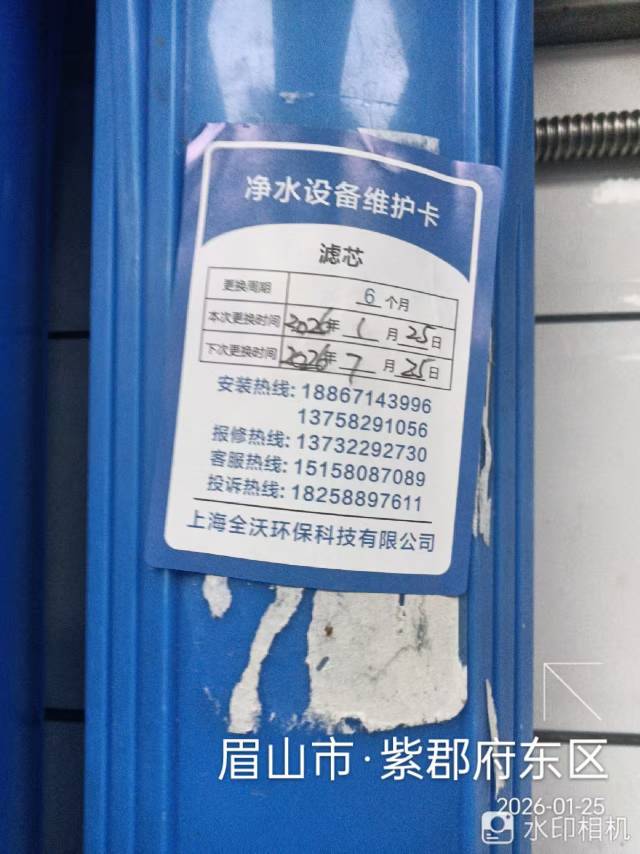 净水设备维护卡
滤芯
更换周期 6 个月
本次更换时间 2026年 1 月 25 日
下次更换时间 2026年 7 月 25 日
安装热线: 18867143996
13758291056
报修热线: 13732292730
客服热线: 15158087089
投诉热线: 18258897611
上海全沃环保科技有限公司
眉山市·紫郡府东区
2026-01-25
水印相机